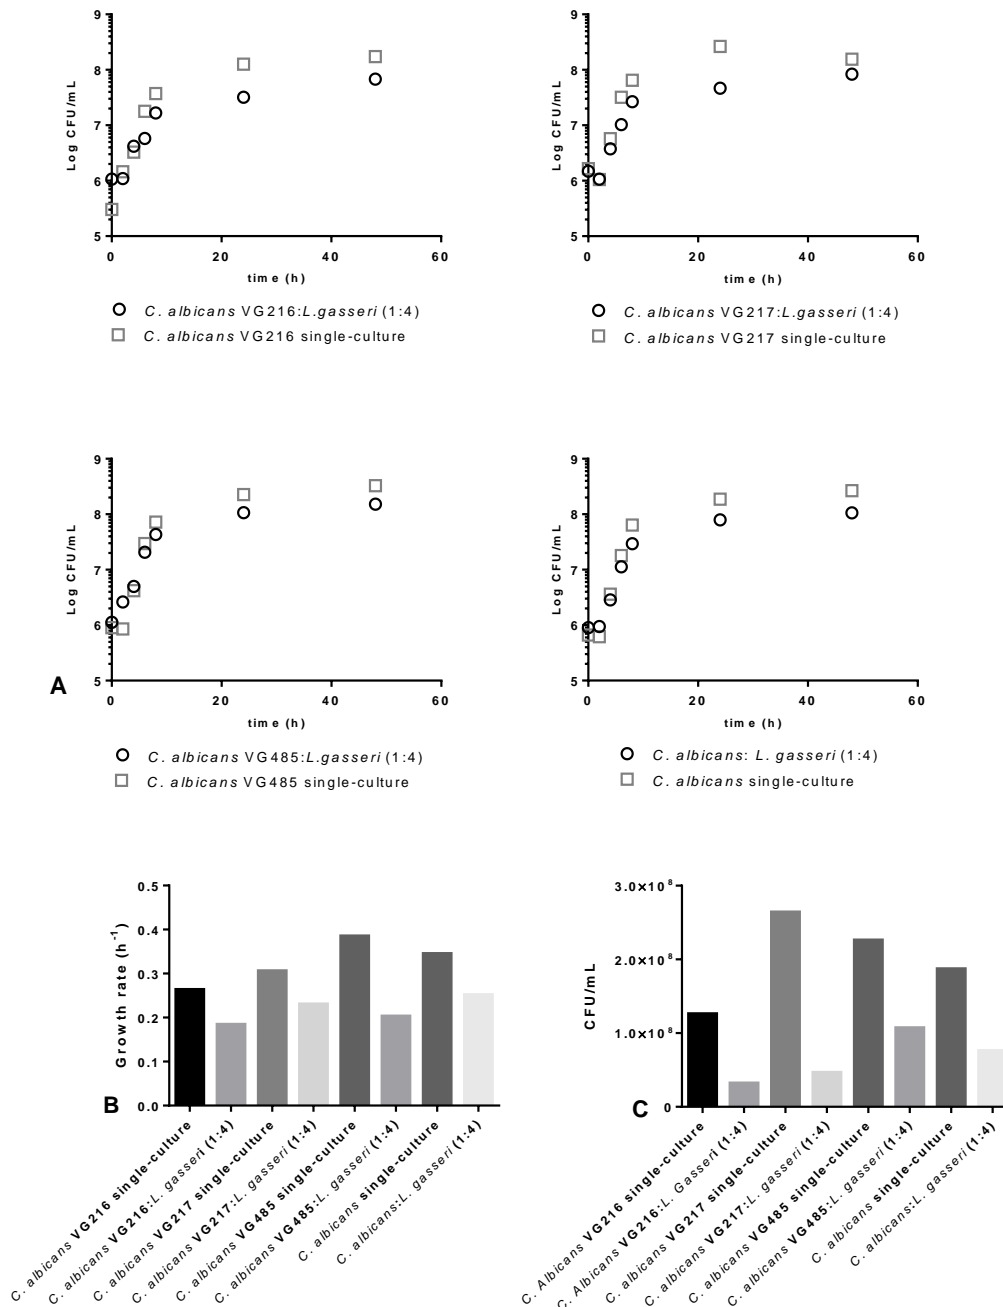 9
8
7
6
5
Log CFU/mL
0 20 40 60
time (h)
C. albicans VG216:L.gasseri (1:4)
C. albicans VG216 single-culture
9
8
7
6
5
Log CFU/mL
0 20 40 60
time (h)
C. albicans VG217:L.gasseri (1:4)
C. albicans VG217 single-culture
9
8
7
6
5
Log CFU/mL
0 20 40 60
time (h)
C. albicans VG485:L.gasseri (1:4)
C. albicans VG485 single-culture
A
9
8
7
6
5
Log CFU/mL
0 20 40 60
time (h)
C. albicans: L. gasseri (1:4)
C. albicans single-culture
0.5
0.4
0.3
0.2
0.1
0.0
Growth rate (h⁻¹)
B
C. albicans VG216 single-culture
C. albicans VG216:L. gasseri (1:4)
C. albicans VG217 single-culture
C. albicans VG217:L. gasseri (1:4)
C. albicans VG485 single-culture
C. albicans VG485:L. gasseri (1:4)
C. albicans single-culture
C. albicans:L. gasseri (1:4)
3.0×10⁸
2.0×10⁸
1.0×10⁸
0
CFU/mL
C
C. Albicans VG216 single-culture
C. Albicans VG216:L. Gasseri (1:4)
C. albicans VG217 single-culture
C. albicans VG217:L. gasseri (1:4)
C. albicans VG485 single-culture
C. albicans VG485:L. gasseri (1:4)
C. albicans single-culture
C. albicans:L. gasseri (1:4)